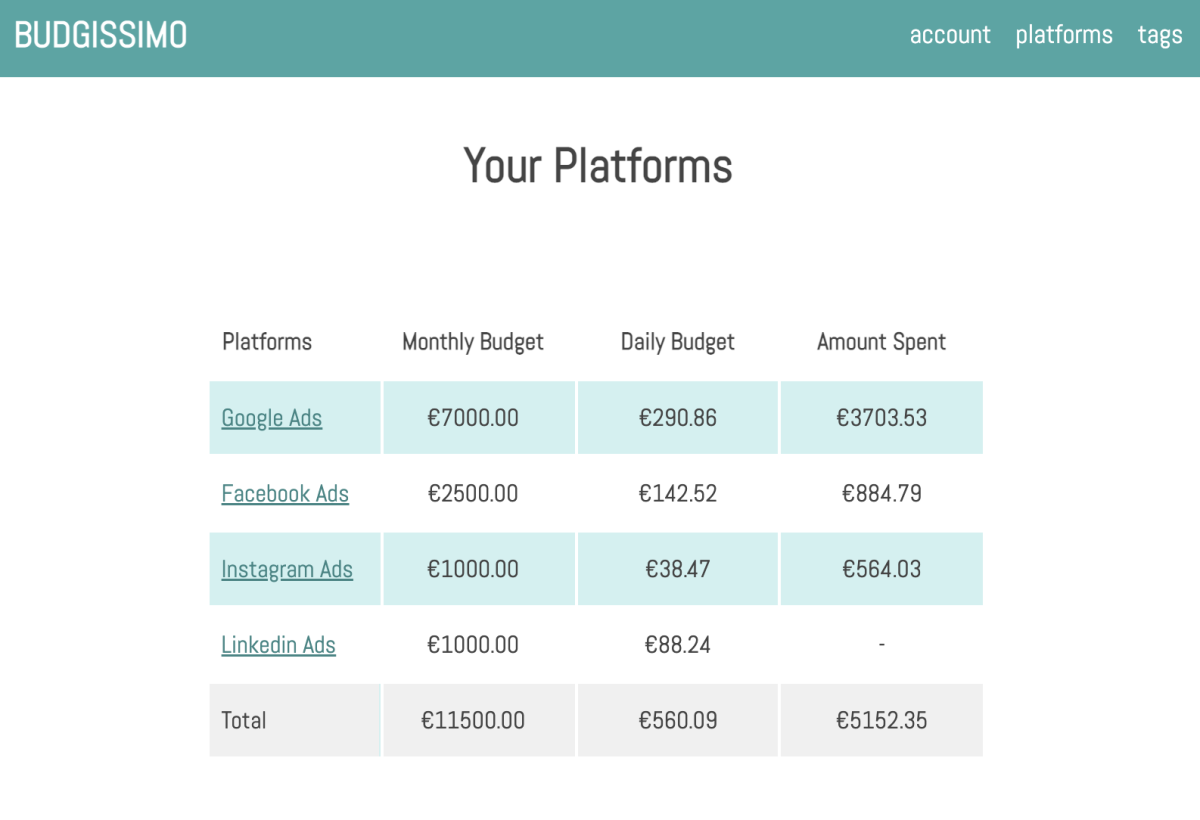 BUDGISSIMO account platforms tags
Your Platforms
Platforms Monthly Budget Daily Budget Amount Spent
Google Ads €7000.00 €290.86 €3703.53
Facebook Ads €2500.00 €142.52 €884.79
Instagram Ads €1000.00 €38.47 €564.03
Linkedin Ads €1000.00 €88.24 -
Total €11500.00 €560.09 €5152.35